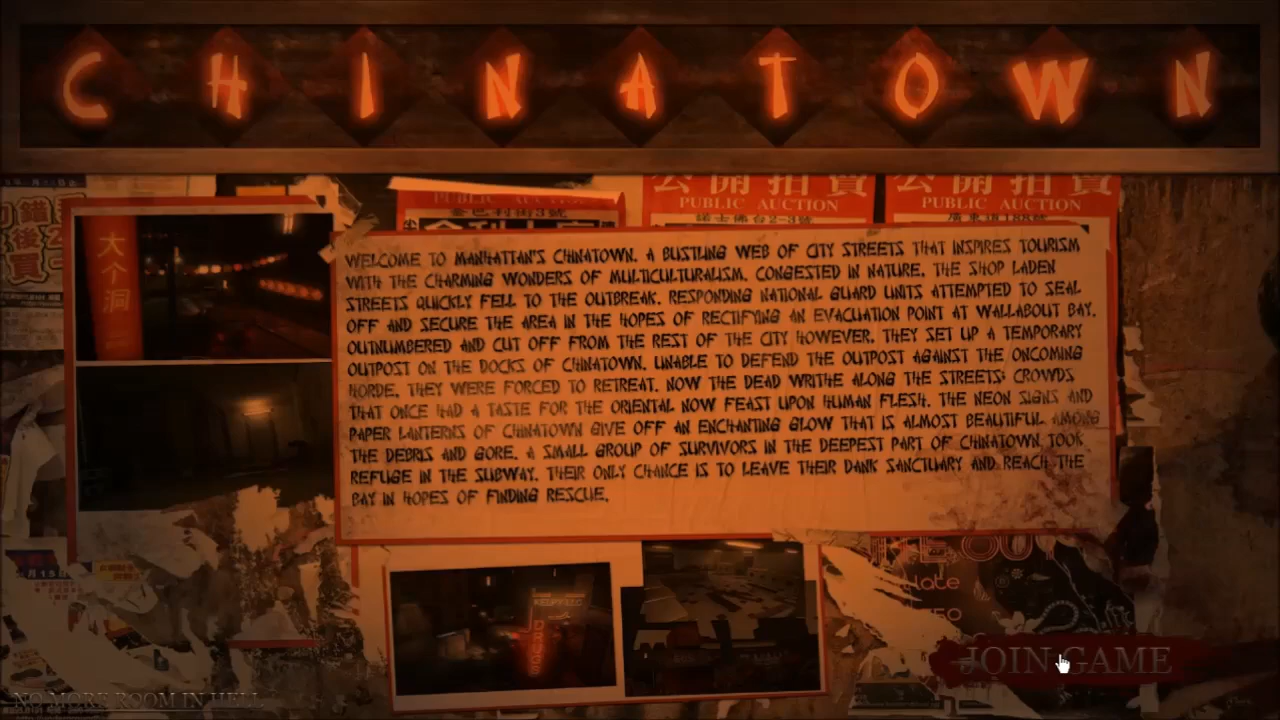 CHINATOWN
公開拍賣
公開拍賣
PUBLIC AUCTION
PUBLIC AUCTION
PUBLIC AUCTION
大个洞
WELCOME TO MANHATTAN'S CHINATOWN. A BUSTLING WEB OF CITY STREETS THAT INSPIRES TOURISM
WITH THE CHARMING WONDERS OF MULTICULTURALISM. CONGESTED IN NATURE, THE SHOP LADEN
STREETS QUICKLY FELL TO THE OUTBREAK. RESPONDING NATIONAL GUARD UNITS ATTEMPTED TO SEAL
OFF AND SECURE THE AREA IN THE HOPES OF RECTIFYING AN EVACUATION POINT AT WALLABOUT BAY.
OUTNUMBERED AND CUT OFF FROM THE REST OF THE CITY HOWEVER, THEY SET UP A TEMPORARY
OUTPOST ON THE DOCKS OF CHINATOWN. UNABLE TO DEFEND THE OUTPOST AGAINST THE ONCOMING
HORDE, THEY WERE FORCED TO RETREAT. NOW THE DEAD WRITHE ALONG THE STREETS; CROWDS
THAT ONCE HAD A TASTE FOR THE ORIENTAL NOW FEAST UPON HUMAN FLESH. THE NEON SIGNS AND
PAPER LANTERNS OF CHINATOWN GIVE OFF AN ENCHANTING GLOW THAT IS ALMOST BEAUTIFUL AMONG
THE DEBRIS AND GORE. A SMALL GROUP OF SURVIVORS IN THE DEEPEST PART OF CHINATOWN TOOK
REFUGE IN THE SUBWAY. THEIR ONLY CHANCE IS TO LEAVE THEIR DANK SANCTUARY AND REACH THE
BAY IN HOPES OF FINDING RESCUE.
JOIN GAME
NO MORE ROOM IN HELL